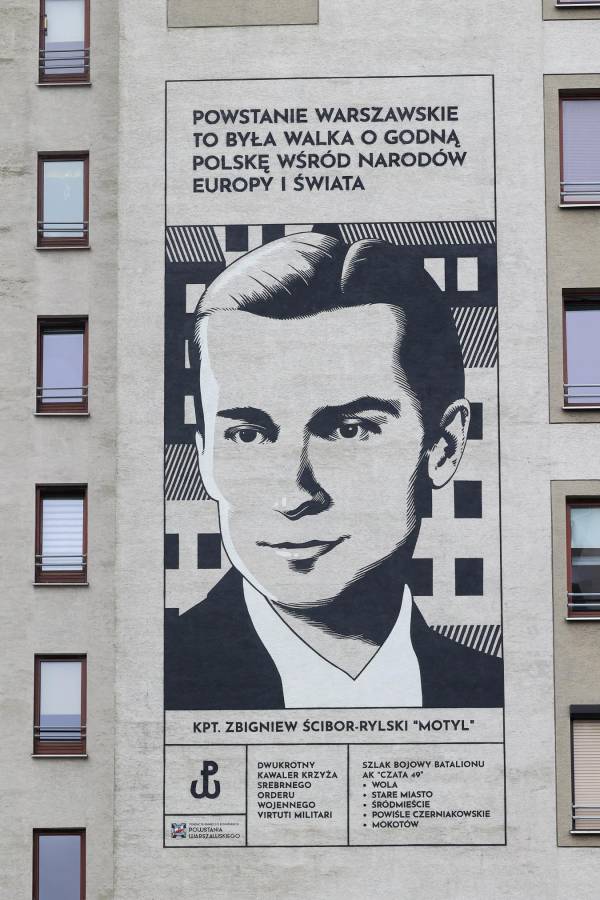 POWSTANIE WARSZAWSKIE
TO BYŁA WALKA O GODNĄ
POLSKĘ WŚRÓD NARODÓW
EUROPY I ŚWIATA
KPT. ZBIGNIEW ŚCIBOR-RYLSKI "MOTYL"
DWUKROTNY
KAWALER KRZYŻA
SREBRNEGO
ORDERU
WOJENNEGO
VIRTUTI MILITARI
SZLAK BOJOWY BATALIONU
AK "CZATA 49"
• WOLA
• STARE MIASTO
• ŚRÓDMIEŚCIE
• POWIŚLE CZERNIAKOWSKIE
• MOKOTÓW
POWSTANIA
WARSZAWSKIEGO